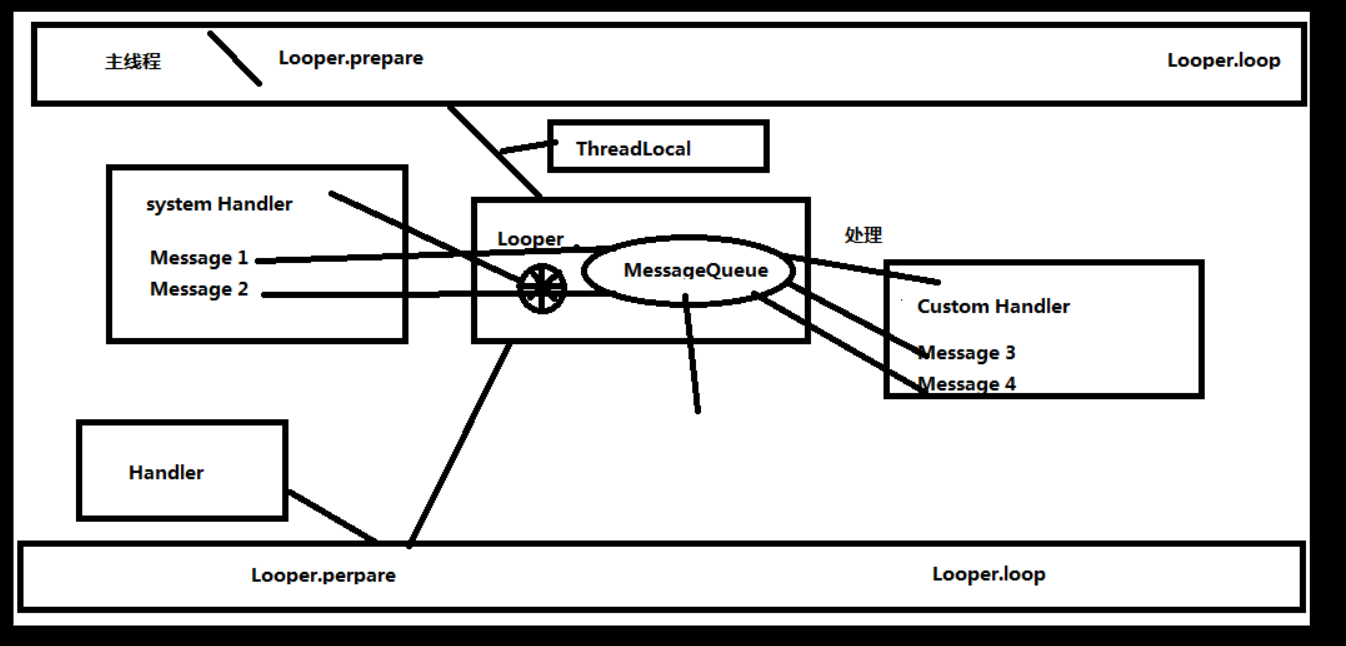 主线程
Looper.prepare
Looper.loop
ThreadLocal
system Handler
Message 1
Message 2
Looper
MessageQueue
处理
Custom Handler
Message 3
Message 4
Handler
Looper.perpare
Looper.loop